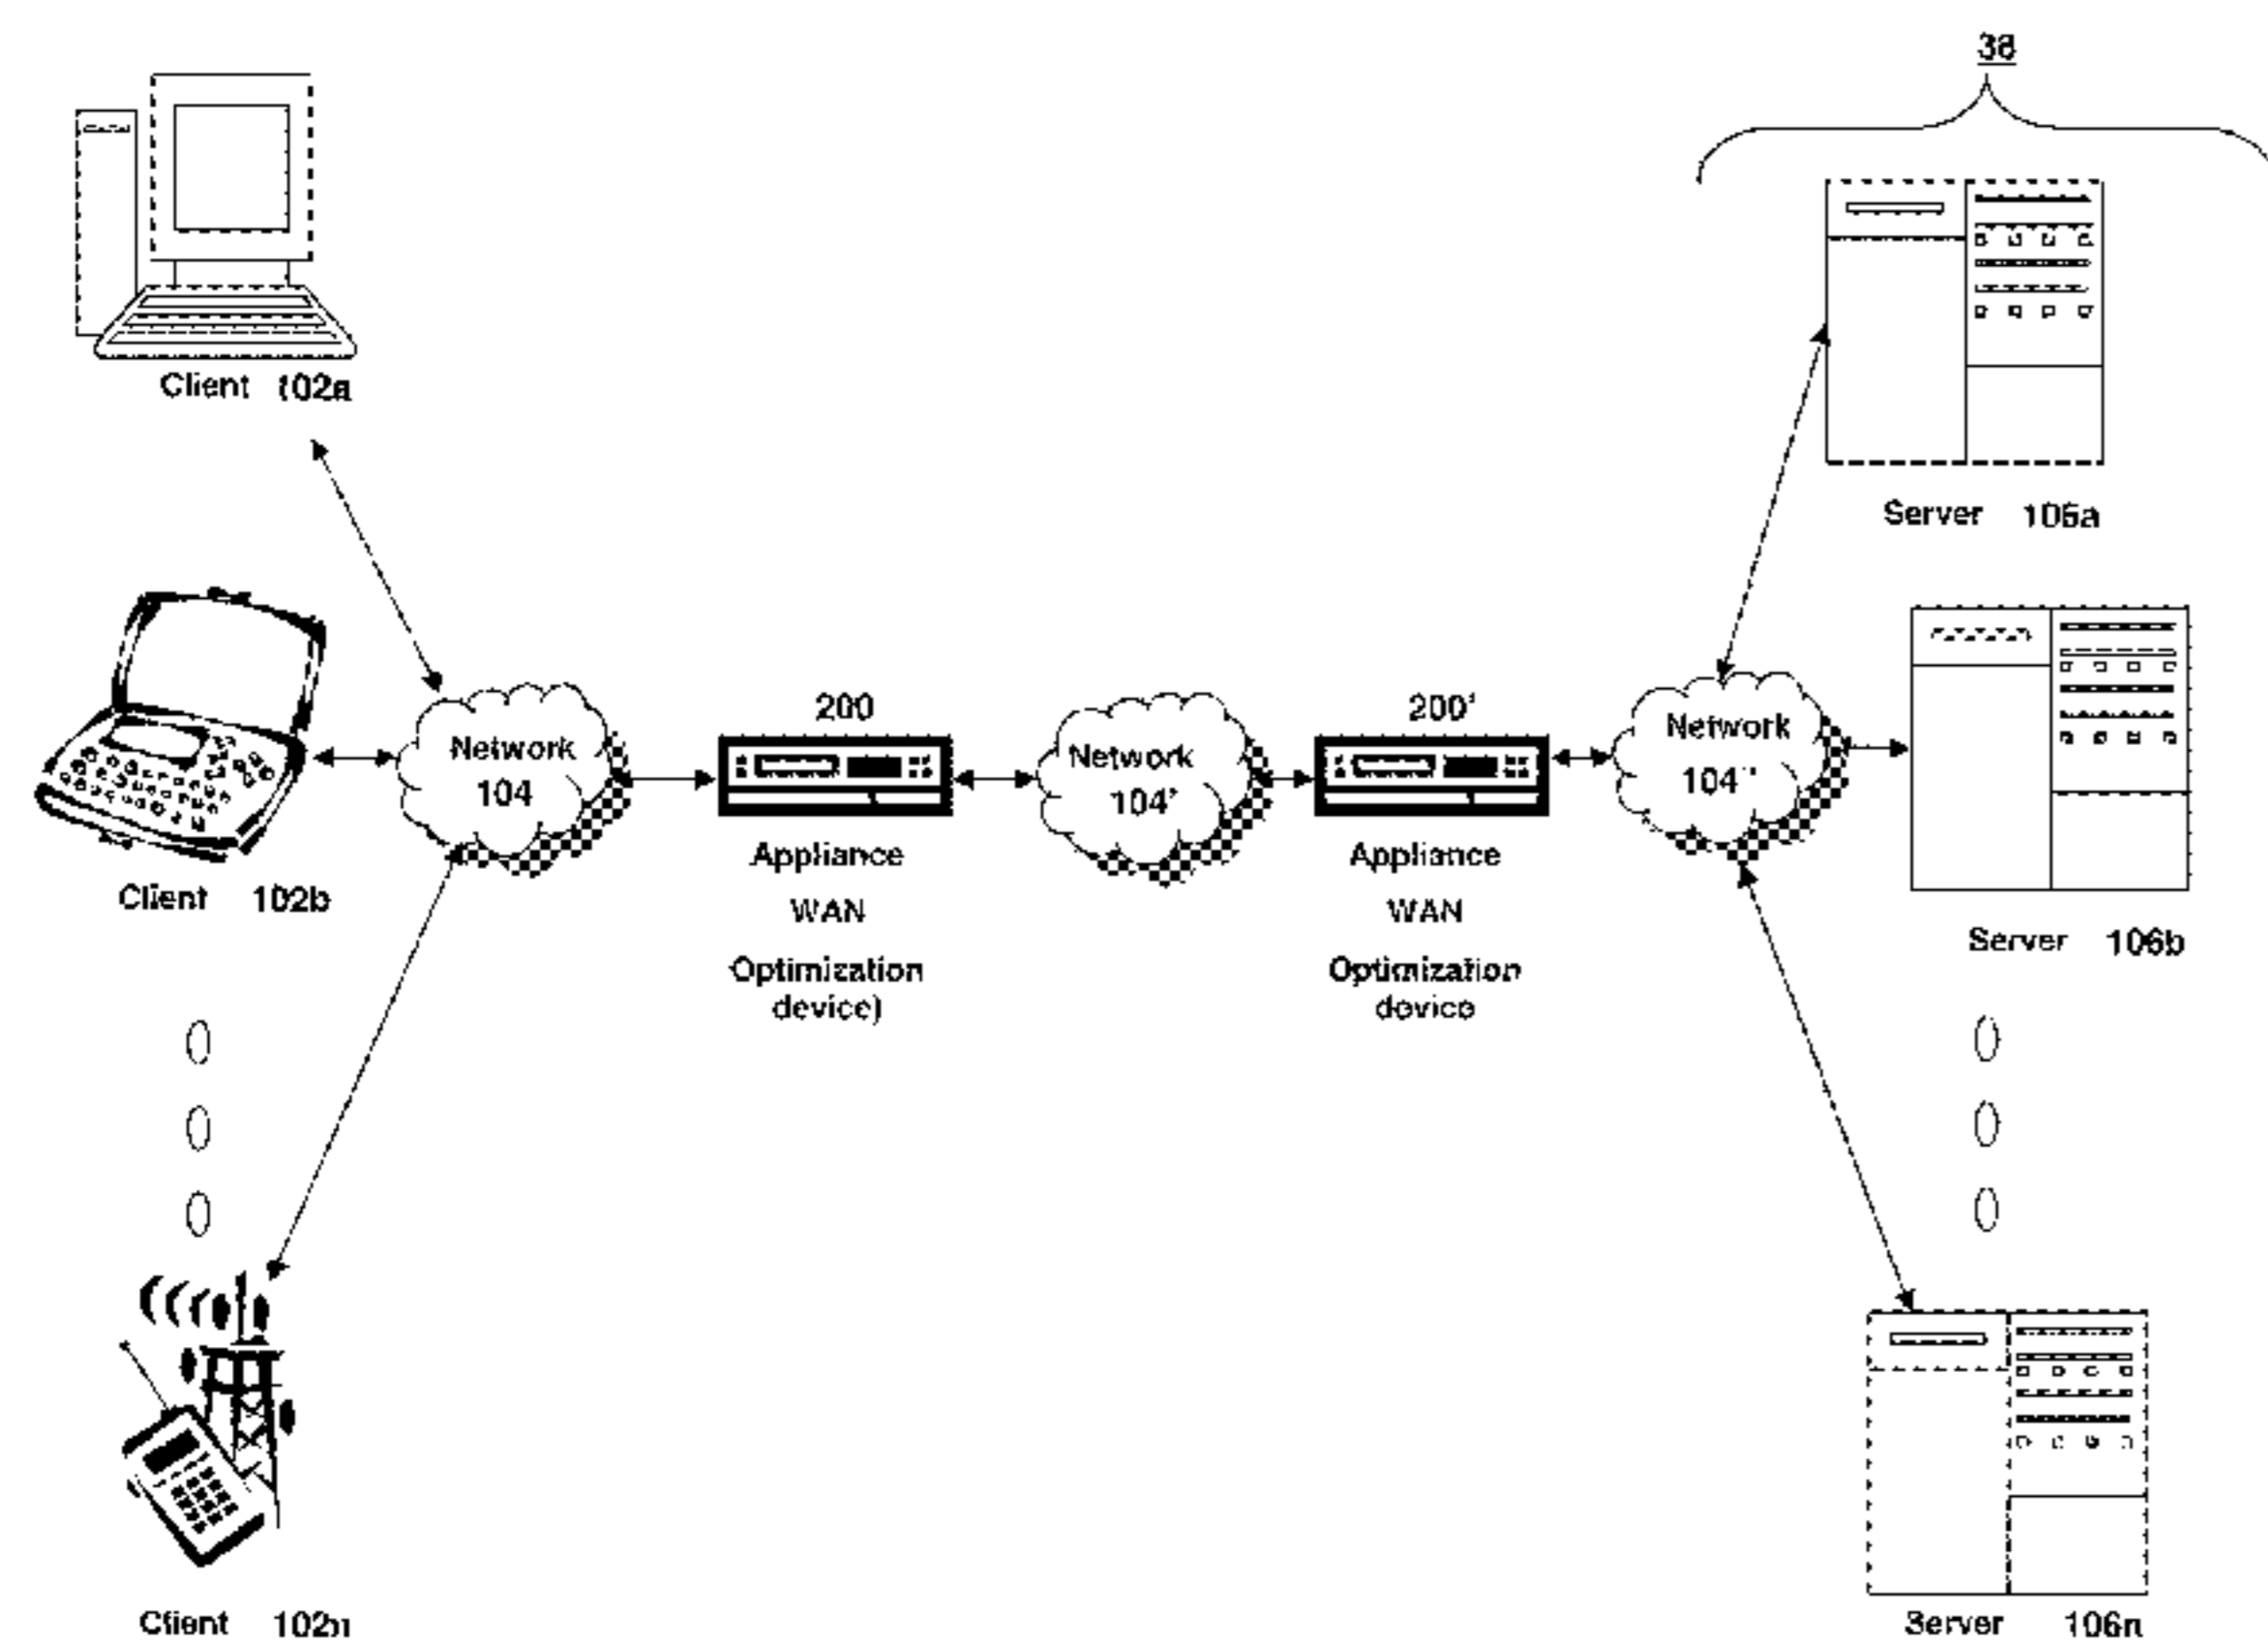 38
Client 102a
Server 106a
200
200'
Network
104
Network
104'
Network
104''
Appliance
WAN
Optimization
device)
Appliance
WAN
Optimization
device
Client 102b
Server 106b
Client 102n
Server 106n